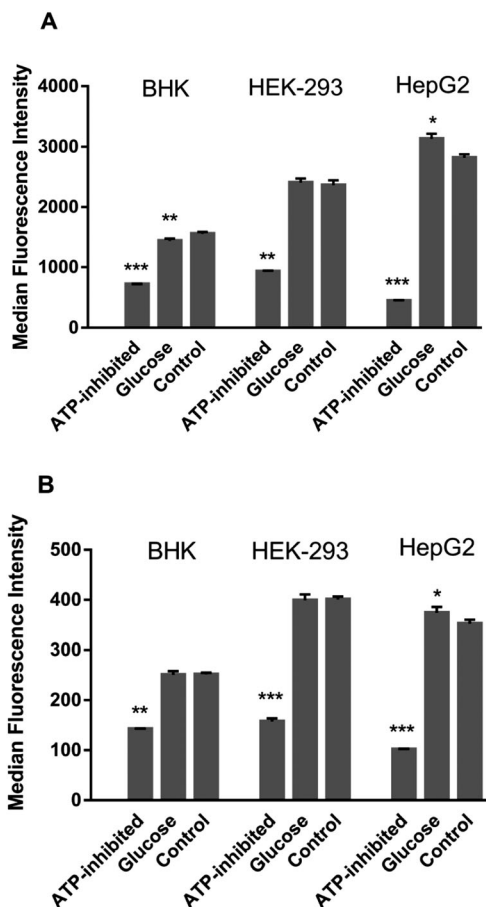 A
BHK HEK-293 HepG2
Median Fluorescence Intensity
4000
3000
2000
1000
0
*** ** ** *** *
ATP-inhibited Glucose Control ATP-inhibited Glucose Control ATP-inhibited Glucose Control
B
BHK HEK-293 HepG2
Median Fluorescence Intensity
500
400
300
200
100
0
** *** *** *
ATP-inhibited Glucose Control ATP-inhibited Glucose Control ATP-inhibited Glucose Control